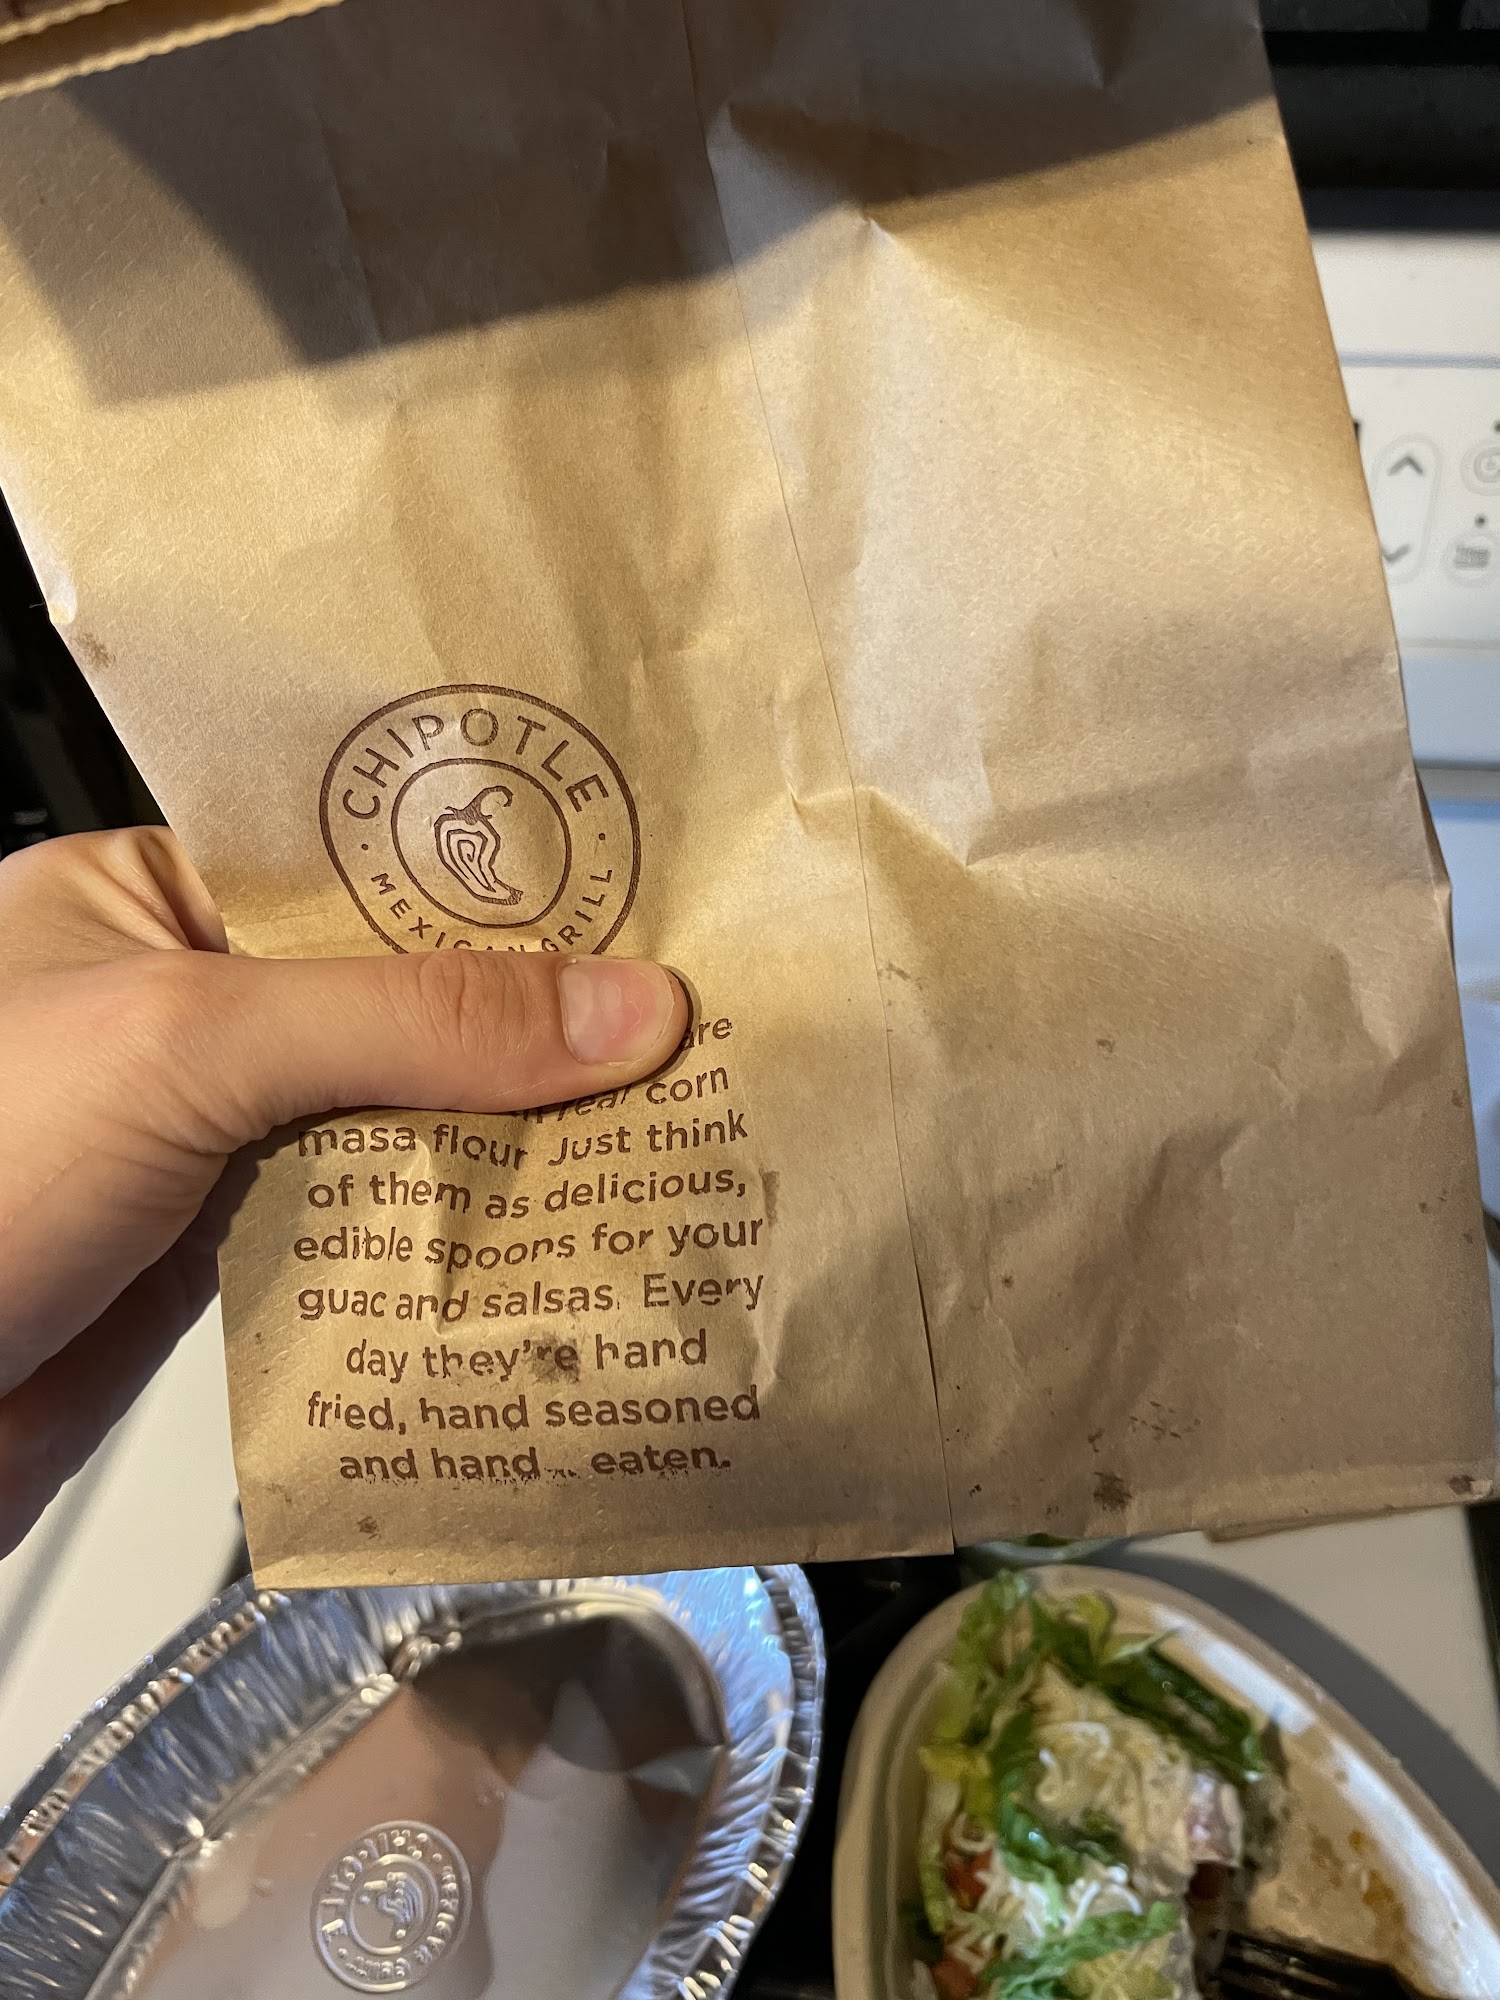 CHIPOTLE
MEXICAN GRILL
are
real corn
masa flour. Just think
of them as delicious,
edible spoons for your
guac and salsas. Every
day they're hand
fried, hand seasoned
and hand... eaten.